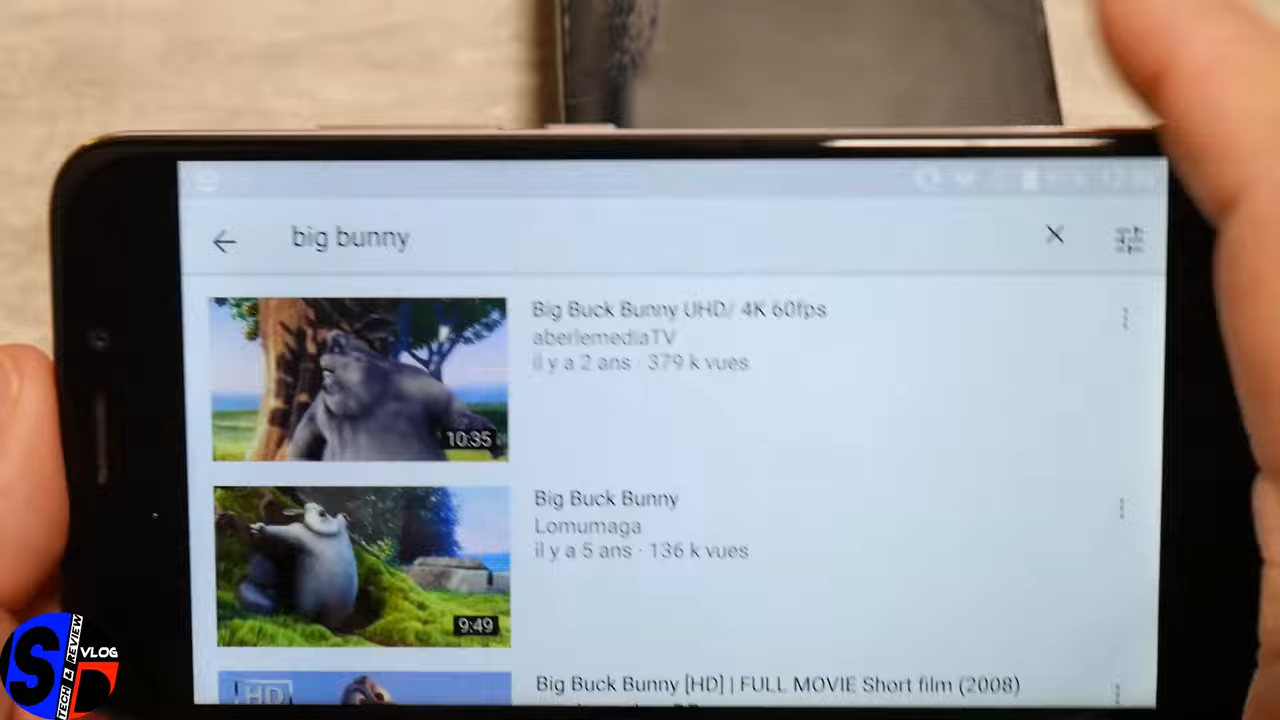 big bunny
Big Buck Bunny UHD/ 4K 60fps
aberlemediaTV
il y a 2 ans · 379 k vues
10:35
Big Buck Bunny
Lomumaga
il y a 5 ans · 136 k vues
9:49
HD
Big Buck Bunny [HD] | FULL MOVIE Short film (2008)
SD
TECH & REVIEW
VLOG